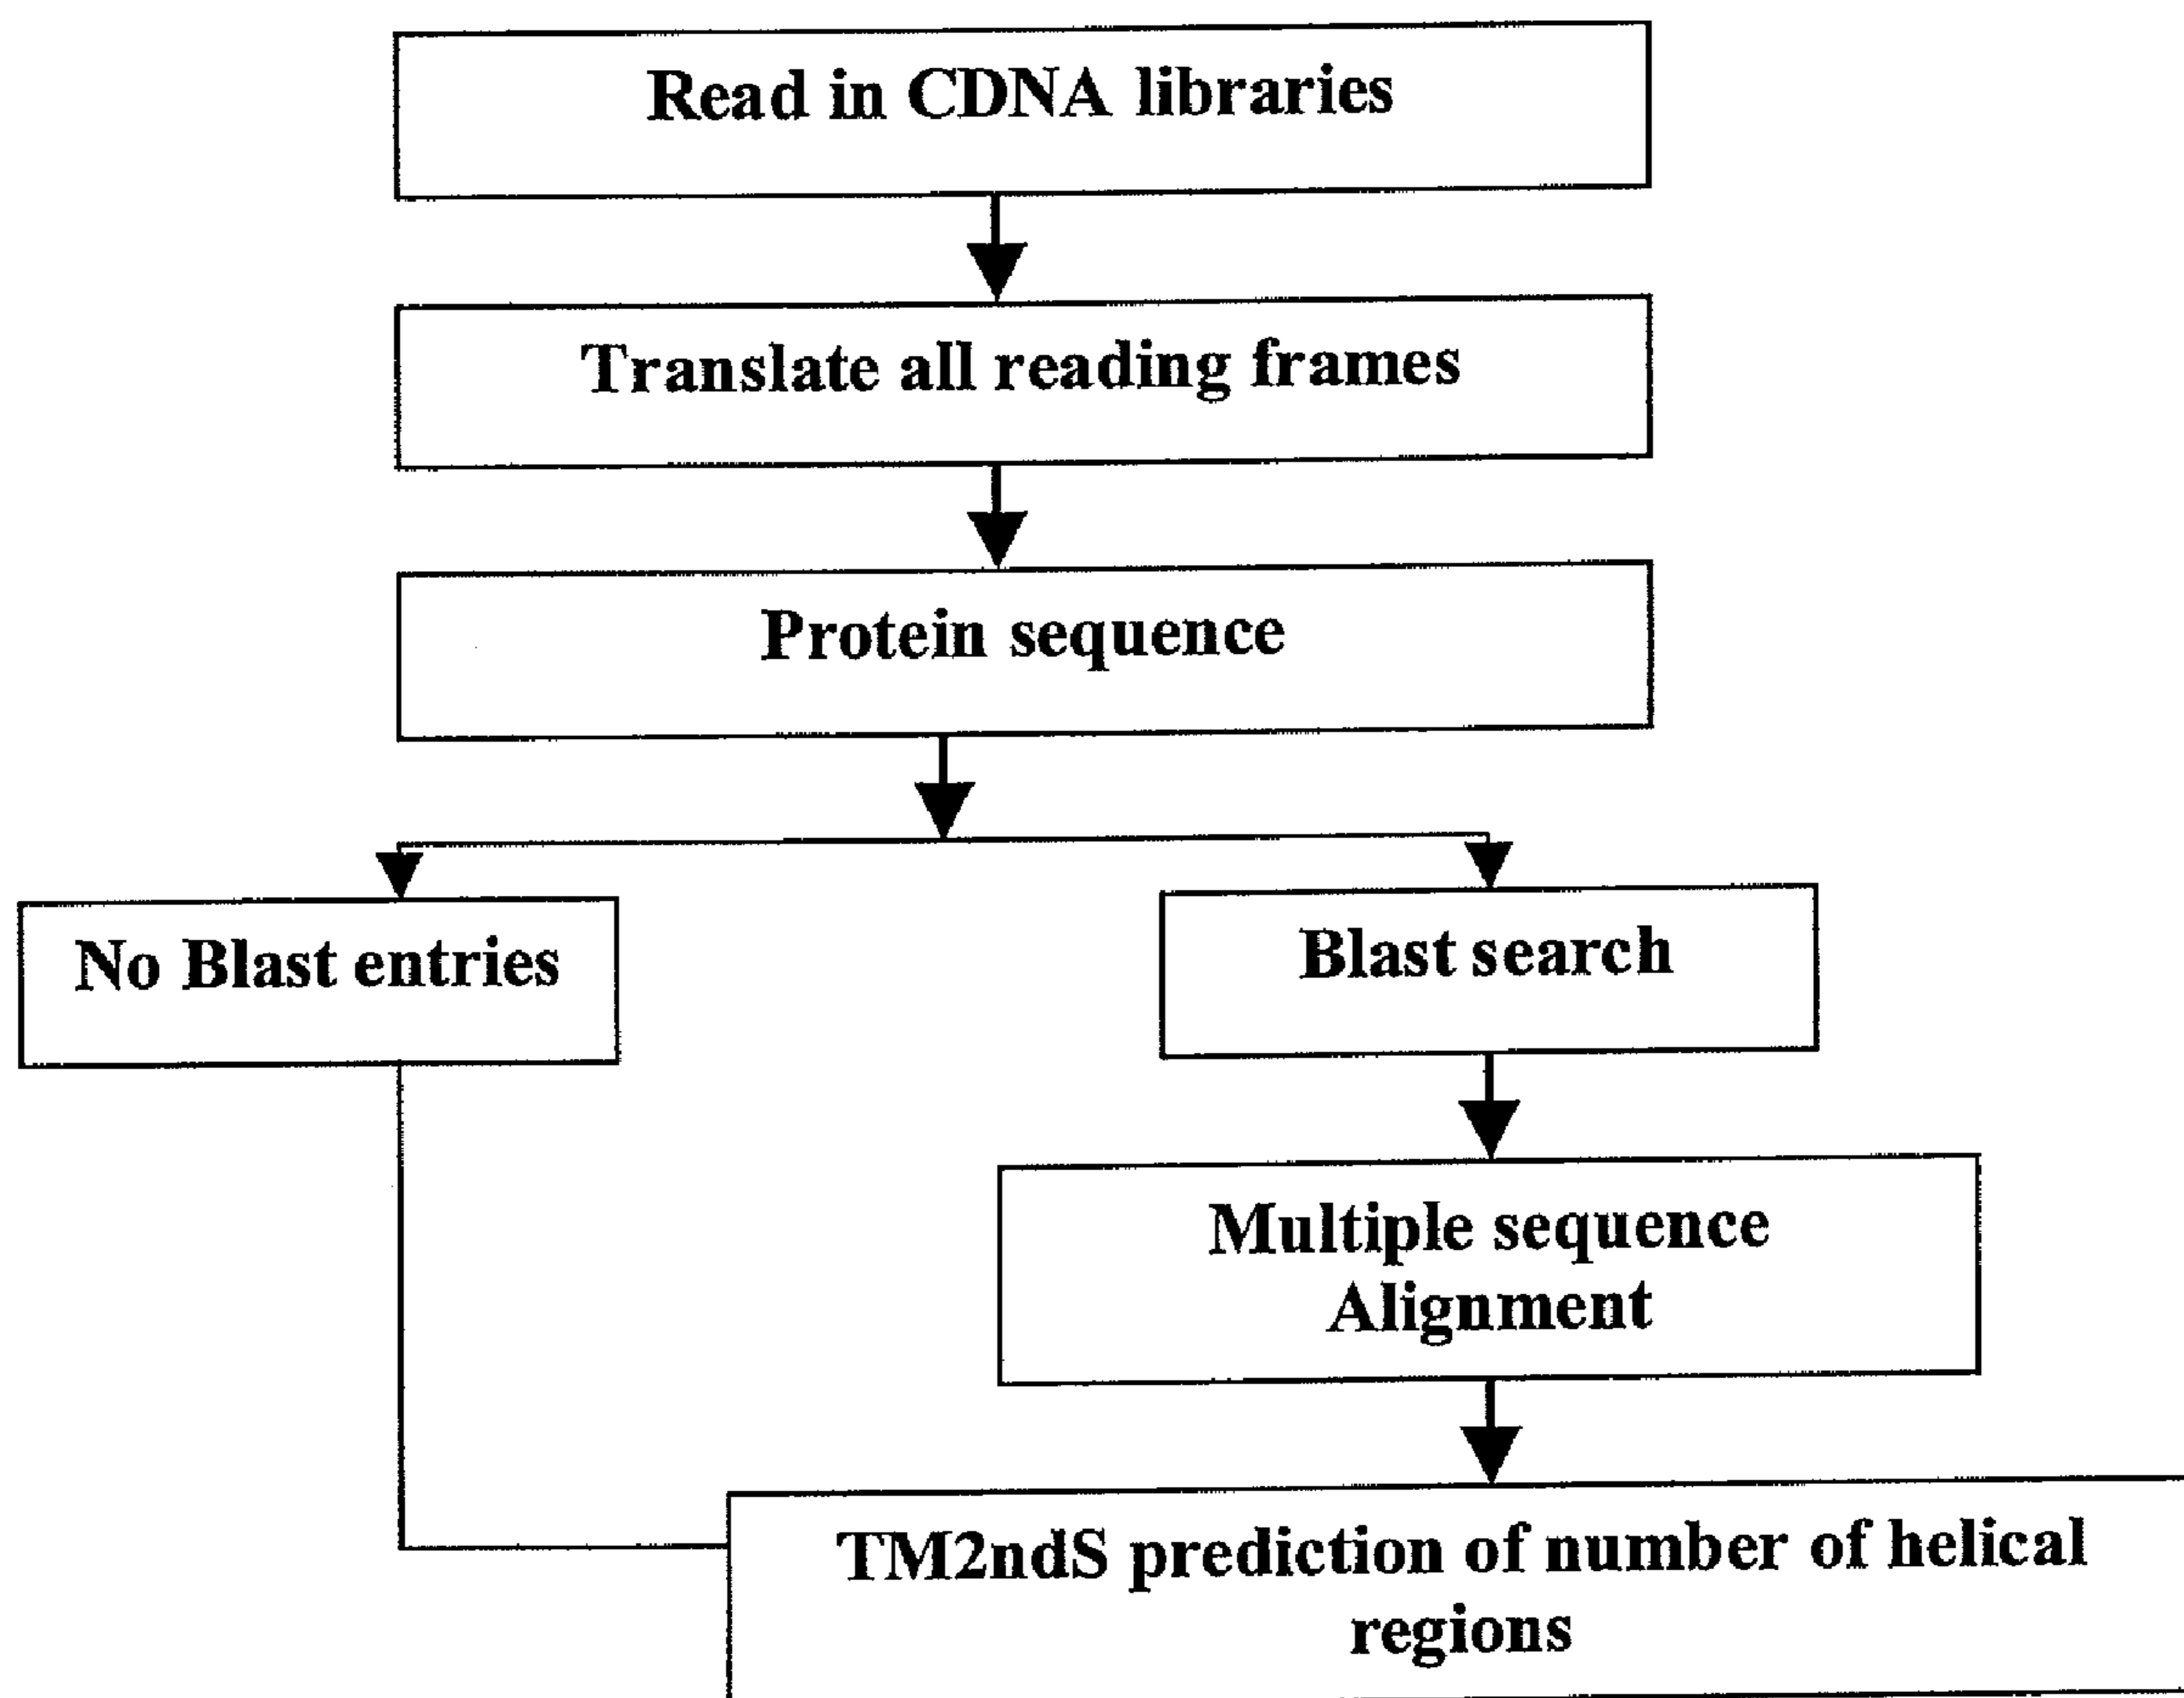 Read in CDNA libraries
Translate all reading frames
Protein sequence
No Blast entries
Blast search
Multiple sequence
Alignment
TM2ndS prediction of number of helical
regions